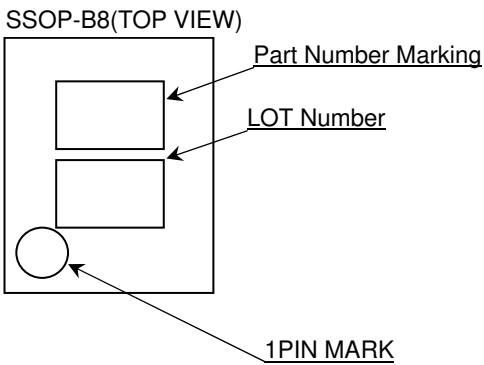 SSOP-B8(TOP VIEW)
Part Number Marking
LOT Number
1PIN MARK